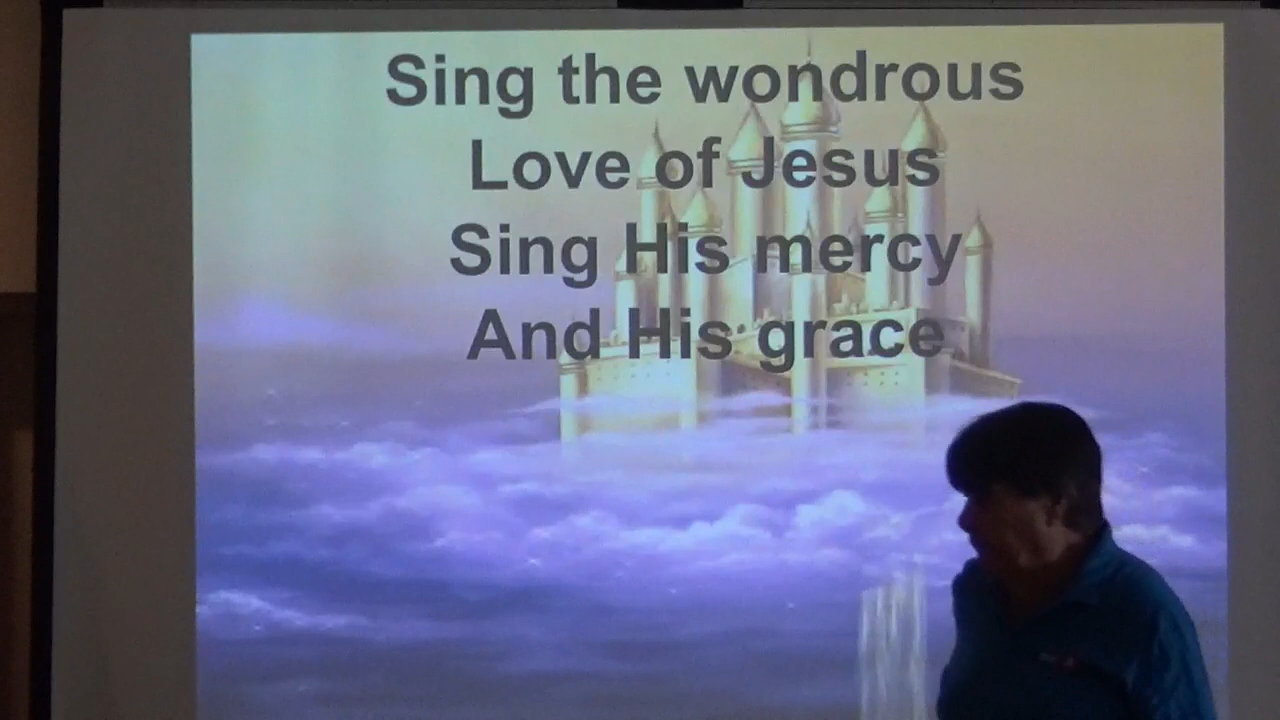 Sing the wondrous
Love of Jesus
Sing His mercy
And His grace